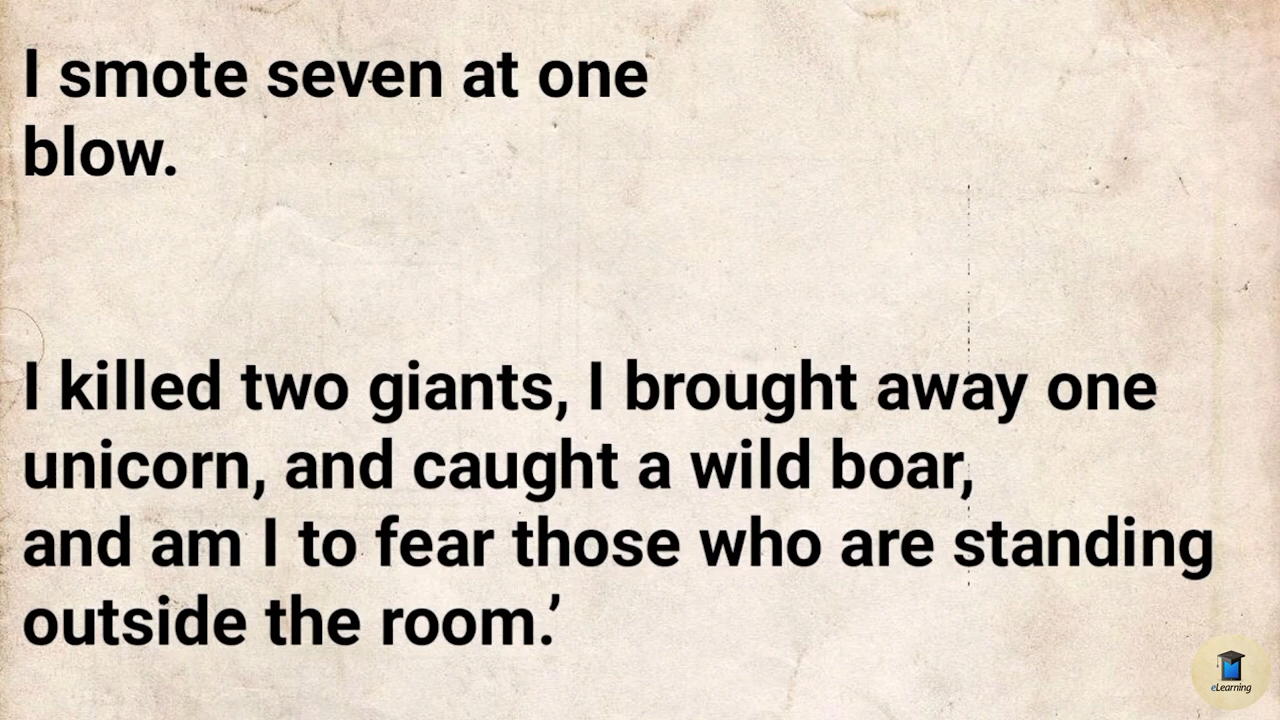 I smote seven at one
blow.
I killed two giants, I brought away one
unicorn, and caught a wild boar,
and am I to fear those who are standing
outside the room.’
eLearning